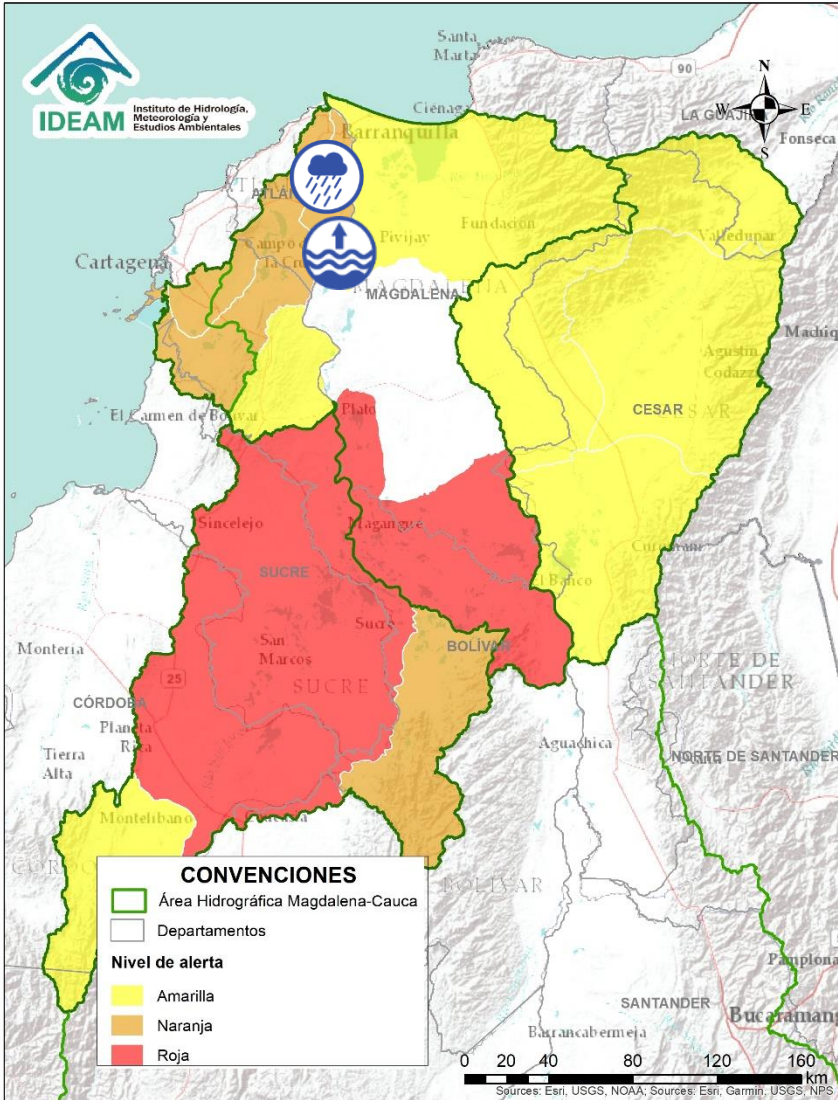 IDEAM
Instituto de Hidrología,
Meteorología y
Estudios Ambientales
Santa
Marta
90
N
W
E
S
Ciénaga
LA GUAJIRA
Fonseca
Barranquilla
Pivijay
Fundación
Valledupar
Cartagena
MAGDALENA
Machiq
Agustín
Codazzi
CESAR
El Carmen de Bolívar
Plato
Sincelejo
Magangué
SUCRE
El Banco
Sucre
BOLÍVAR
San
Marcos
SUCRE
NORTE DE
SANTANDER
Montería
25
CÓRDOBA
Planeta
Rica
Tierra
Alta
Aguachica
NORTE DE SANTANDER
Montelíbano
BOLÍVAR
Pamplona
SANTANDER
Bucaramang
Barrancabermeja
CONVENCIONES
Área Hidrográfica Magdalena-Cauca
Departamentos
Nivel de alerta
Amarilla
Naranja
Roja
0 20 40 80 120 160
km
Sources: Esri, USGS, NOAA; Sources: Esri, Garmin, USGS, NPS